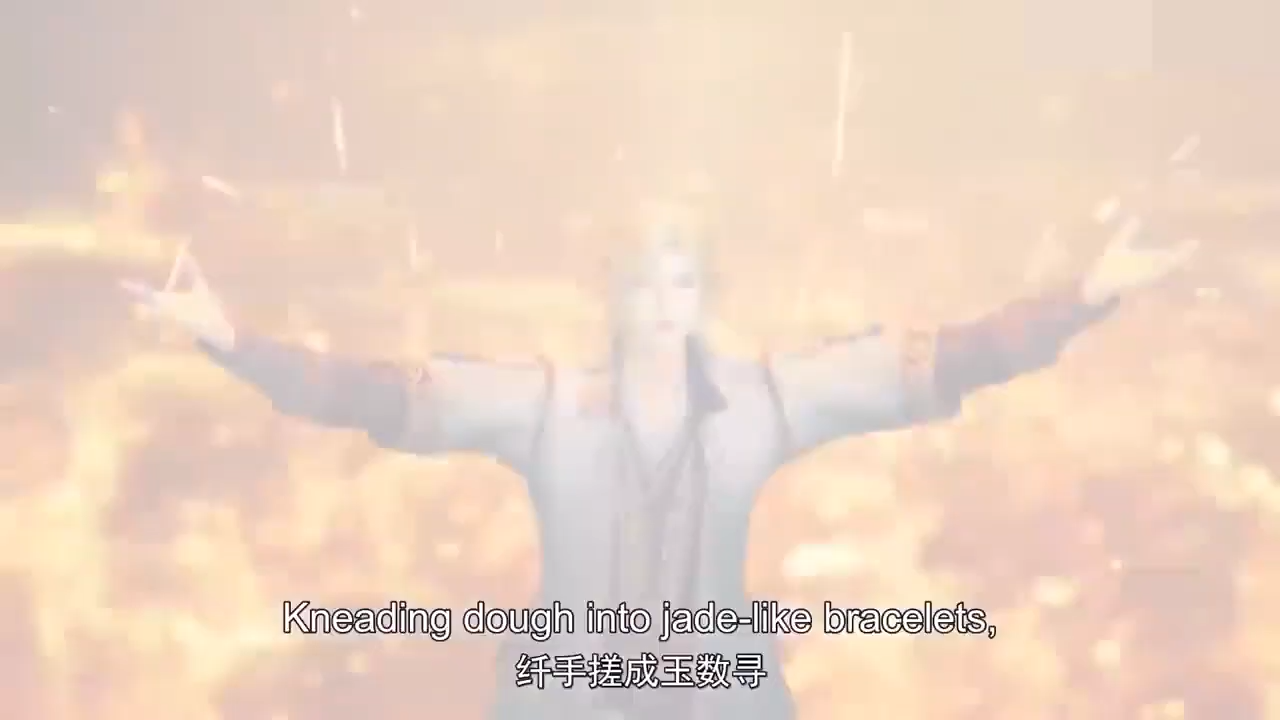 Kneading dough into jade-like bracelets,
纤手搓成玉数寻